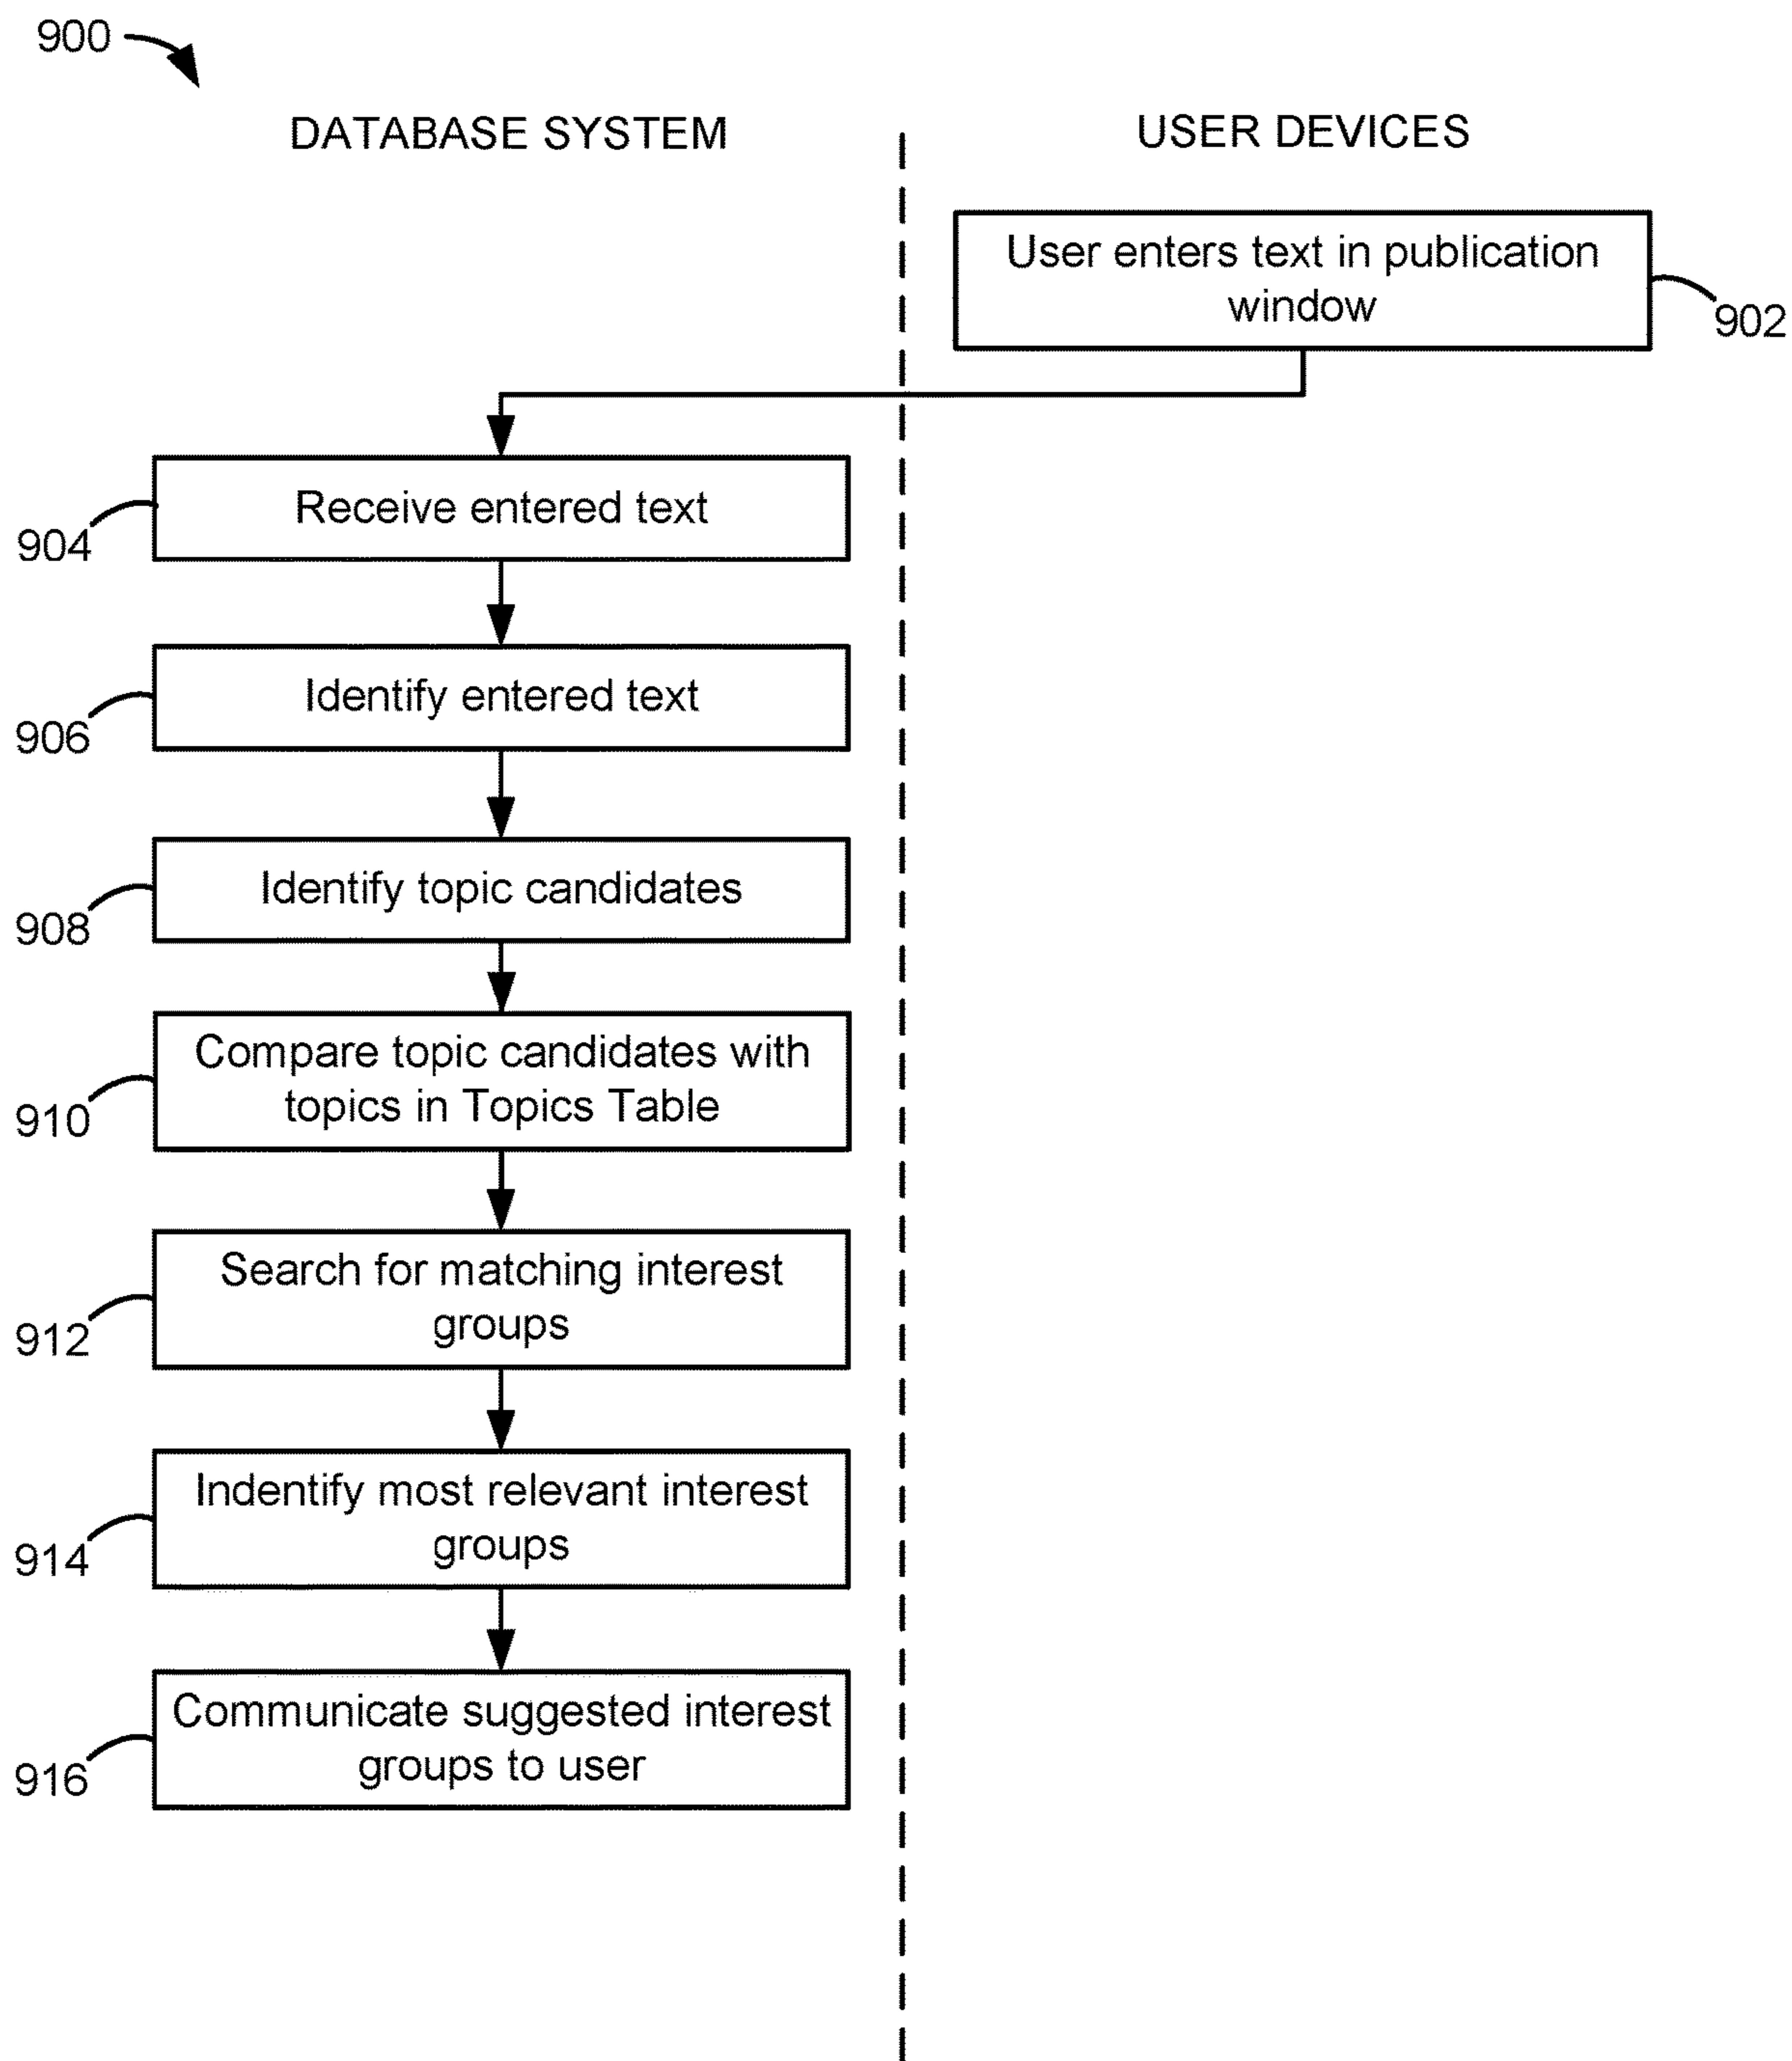 900
DATABASE SYSTEM
USER DEVICES
User enters text in publication
window
902
Receive entered text
904
Identify entered text
906
Identify topic candidates
908
Compare topic candidates with
topics in Topics Table
910
Search for matching interest
groups
912
Indentify most relevant interest
groups
914
Communicate suggested interest
groups to user
916